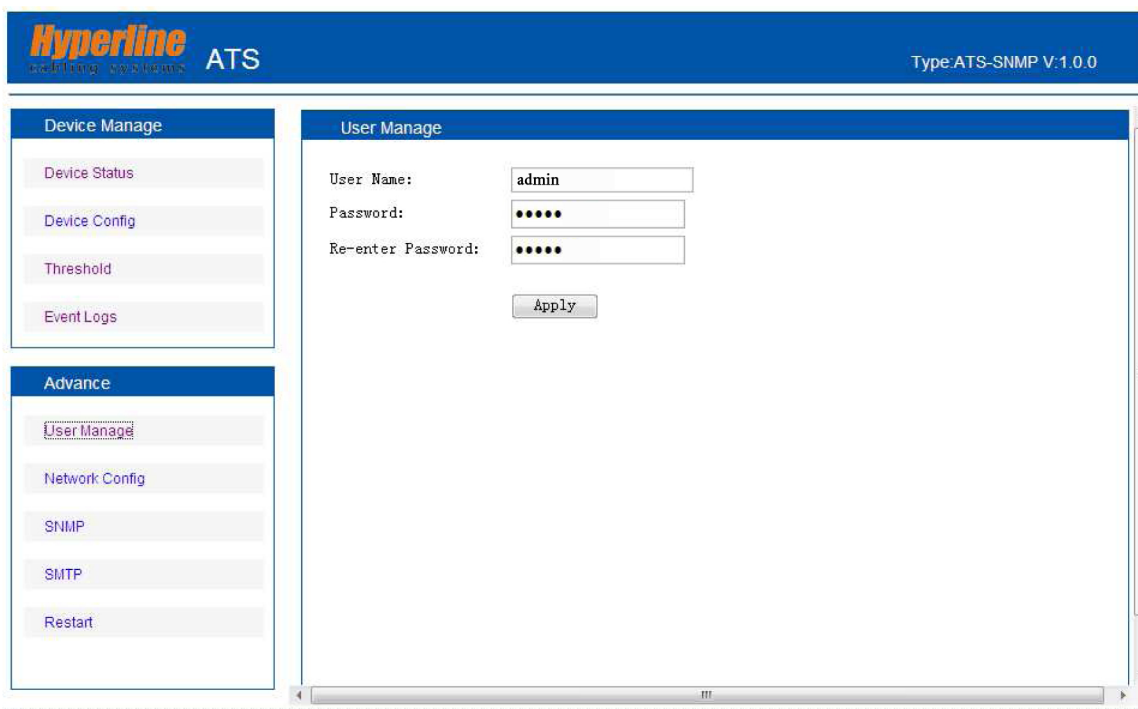 Hyperline
cabling systems
ATS
Type:ATS-SNMP V:1.0.0
Device Manage
Device Status
Device Config
Threshold
Event Logs
Advance
User Manage
Network Config
SNMP
SMTP
Restart
User Manage
User Name: admin
Password: •••••
Re-enter Password: •••••
Apply